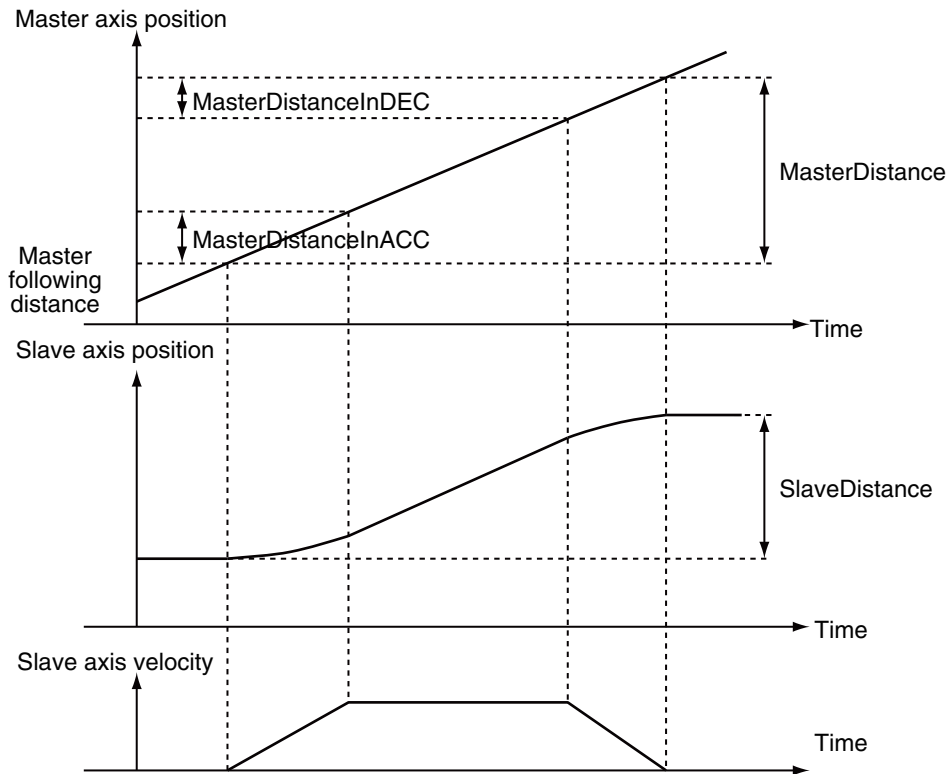 Master axis position
MasterDistanceInDEC
MasterDistance
MasterDistanceInACC
Master
following
distance
Time
Slave axis position
SlaveDistance
Time
Slave axis velocity
Time